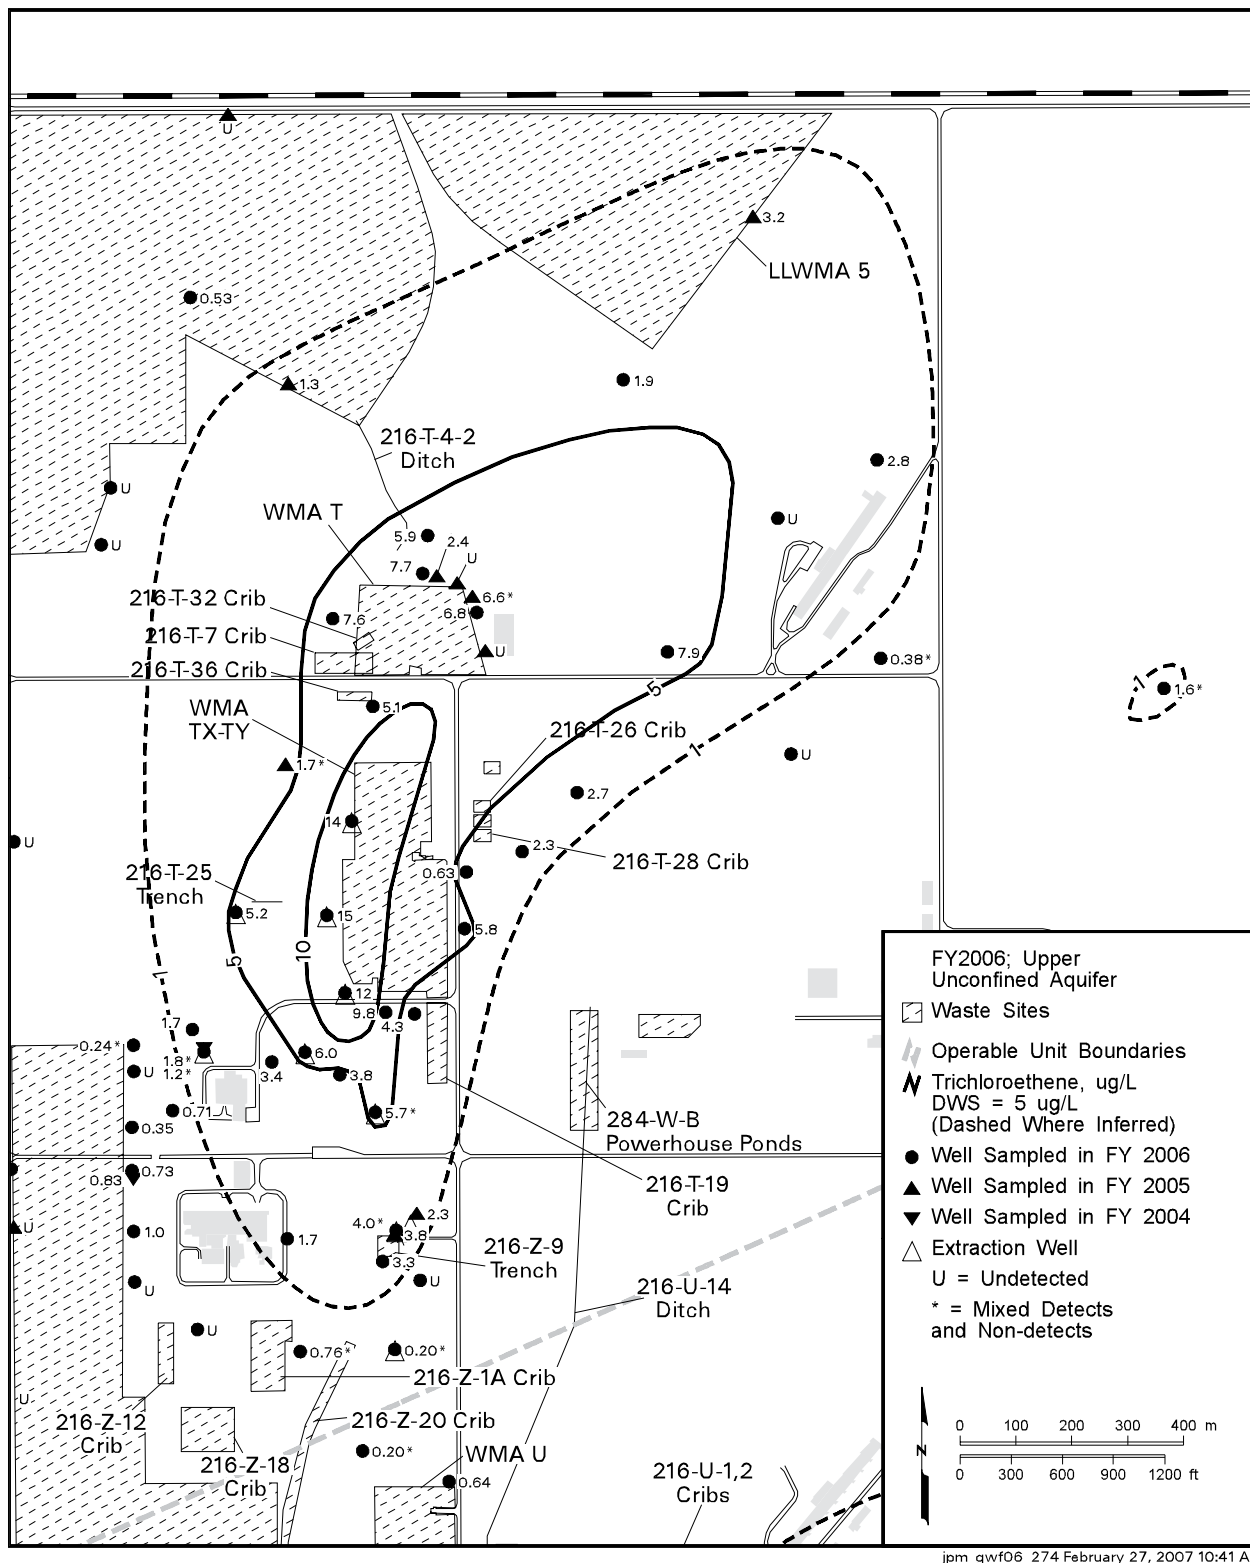 U
3.2
LLWMA 5
0.53
1.3
1.9
216-T-4-2
Ditch
2.8
U
WMA T
U
U
5.9
2.4
U
7.7
216-T-32 Crib
6.6*
6.8
7.6
216-T-7 Crib
U
7.9
0.38*
216-T-36 Crib
5
1
1.6*
WMA
TX-TY
5.1
216-T-26 Crib
1
U
1.7*
2.7
14
U
2.3
216-T-28 Crib
0.63
216-T-25
Trench
5.2
15
5.8
10
5
1
12
9.8
4.3
1.7
0.24*
1.8*
6.0
U
1.2*
3.4
3.8
0.71
5.7*
0.35
284-W-B
Powerhouse Ponds
0.73
0.83
216-T-19
Crib
U
1.0
4.0*
2.3
3.8
1.7
3.3
216-Z-9
Trench
U
U
216-U-14
Ditch
U
0.76*
0.20*
216-Z-1A Crib
U
216-Z-12
Crib
216-Z-20 Crib
0.20*
WMA U
216-Z-18
Crib
0.64
216-U-1,2
Cribs
FY2006; Upper
Unconfined Aquifer
Waste Sites
Operable Unit Boundaries
Trichloroethene, ug/L
DWS = 5 ug/L
(Dashed Where Inferred)
Well Sampled in FY 2006
Well Sampled in FY 2005
Well Sampled in FY 2004
Extraction Well
U = Undetected
* = Mixed Detects
and Non-detects
N
0 100 200 300 400 m
0 300 600 900 1200 ft
jpm_gwf06_274 February 27, 2007 10:41 A